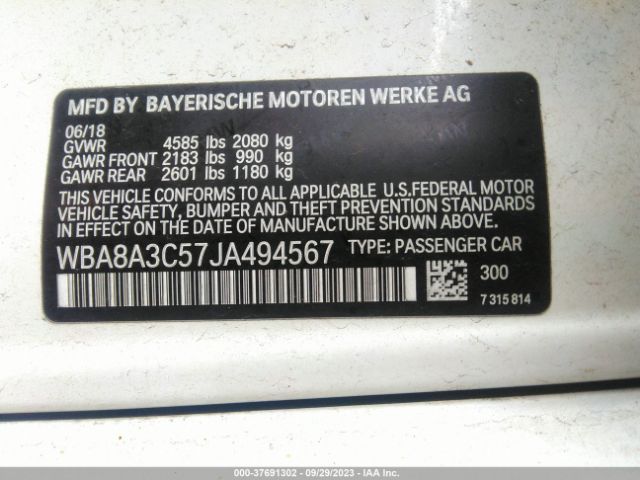 MFD BY BAYERISCHE MOTOREN WERKE AG
06/18
GVWR 4585 lbs 2080 kg
GAWR FRONT 2183 lbs 990 kg
GAWR REAR 2601 lbs 1180 kg
THIS VEHICLE CONFORMS TO ALL APPLICABLE U.S.FEDERAL MOTOR
VEHICLE SAFETY, BUMPER AND THEFT PREVENTION STANDARDS
IN EFFECT ON THE DATE OF MANUFACTURE SHOWN ABOVE.
WBA8A3C57JA494567 TYPE: PASSENGER CAR
300
7 315 814
000-37691302 - 09/29/2023 - IAA Inc.